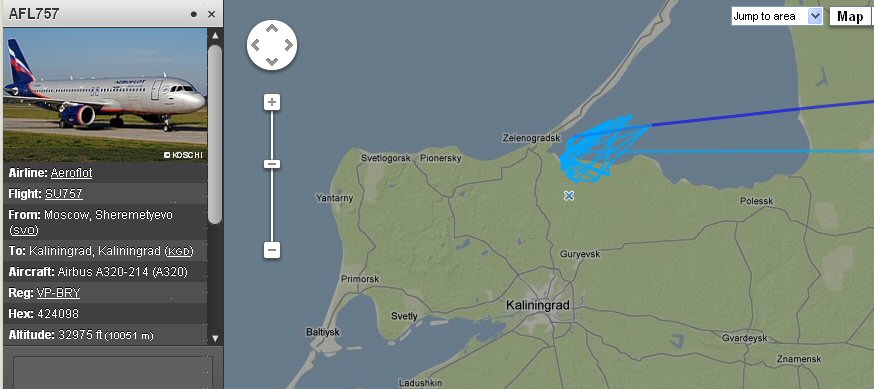 AFL757
AEROFLOT
© KOSCHI
Airline: Aeroflot
Flight: SU757
From: Moscow, Sheremetyevo
(SVO)
To: Kaliningrad, Kaliningrad (KGD)
Aircraft: Airbus A320-214 (A320)
Reg: VP-BRY
Hex: 424098
Altitude: 32975 ft (10051 m)
Jump to area
Map
Zelenogradsk
Svetlogorsk
Pionersky
Yantarny
Polessk
Guryevsk
Primorsk
Kaliningrad
Svetly
Baltiysk
Gvardeysk
Znamensk
Ladushkin